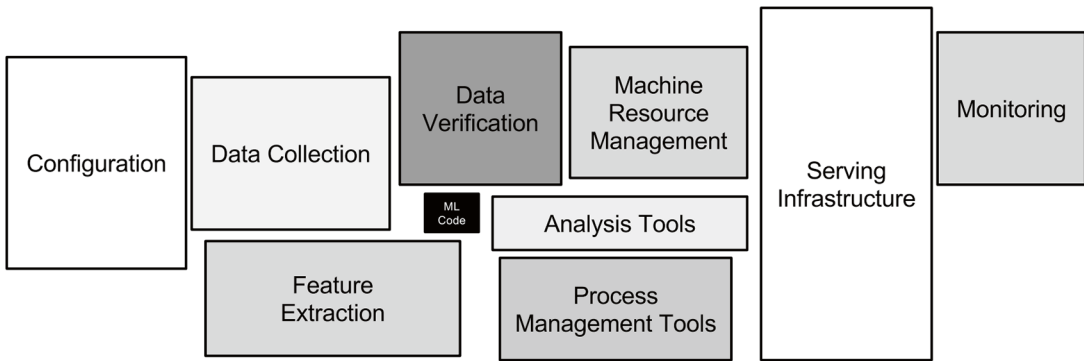 Configuration
Data Collection
Feature
Extraction
Data
Verification
ML
Code
Machine
Resource
Management
Analysis Tools
Process
Management Tools
Serving
Infrastructure
Monitoring